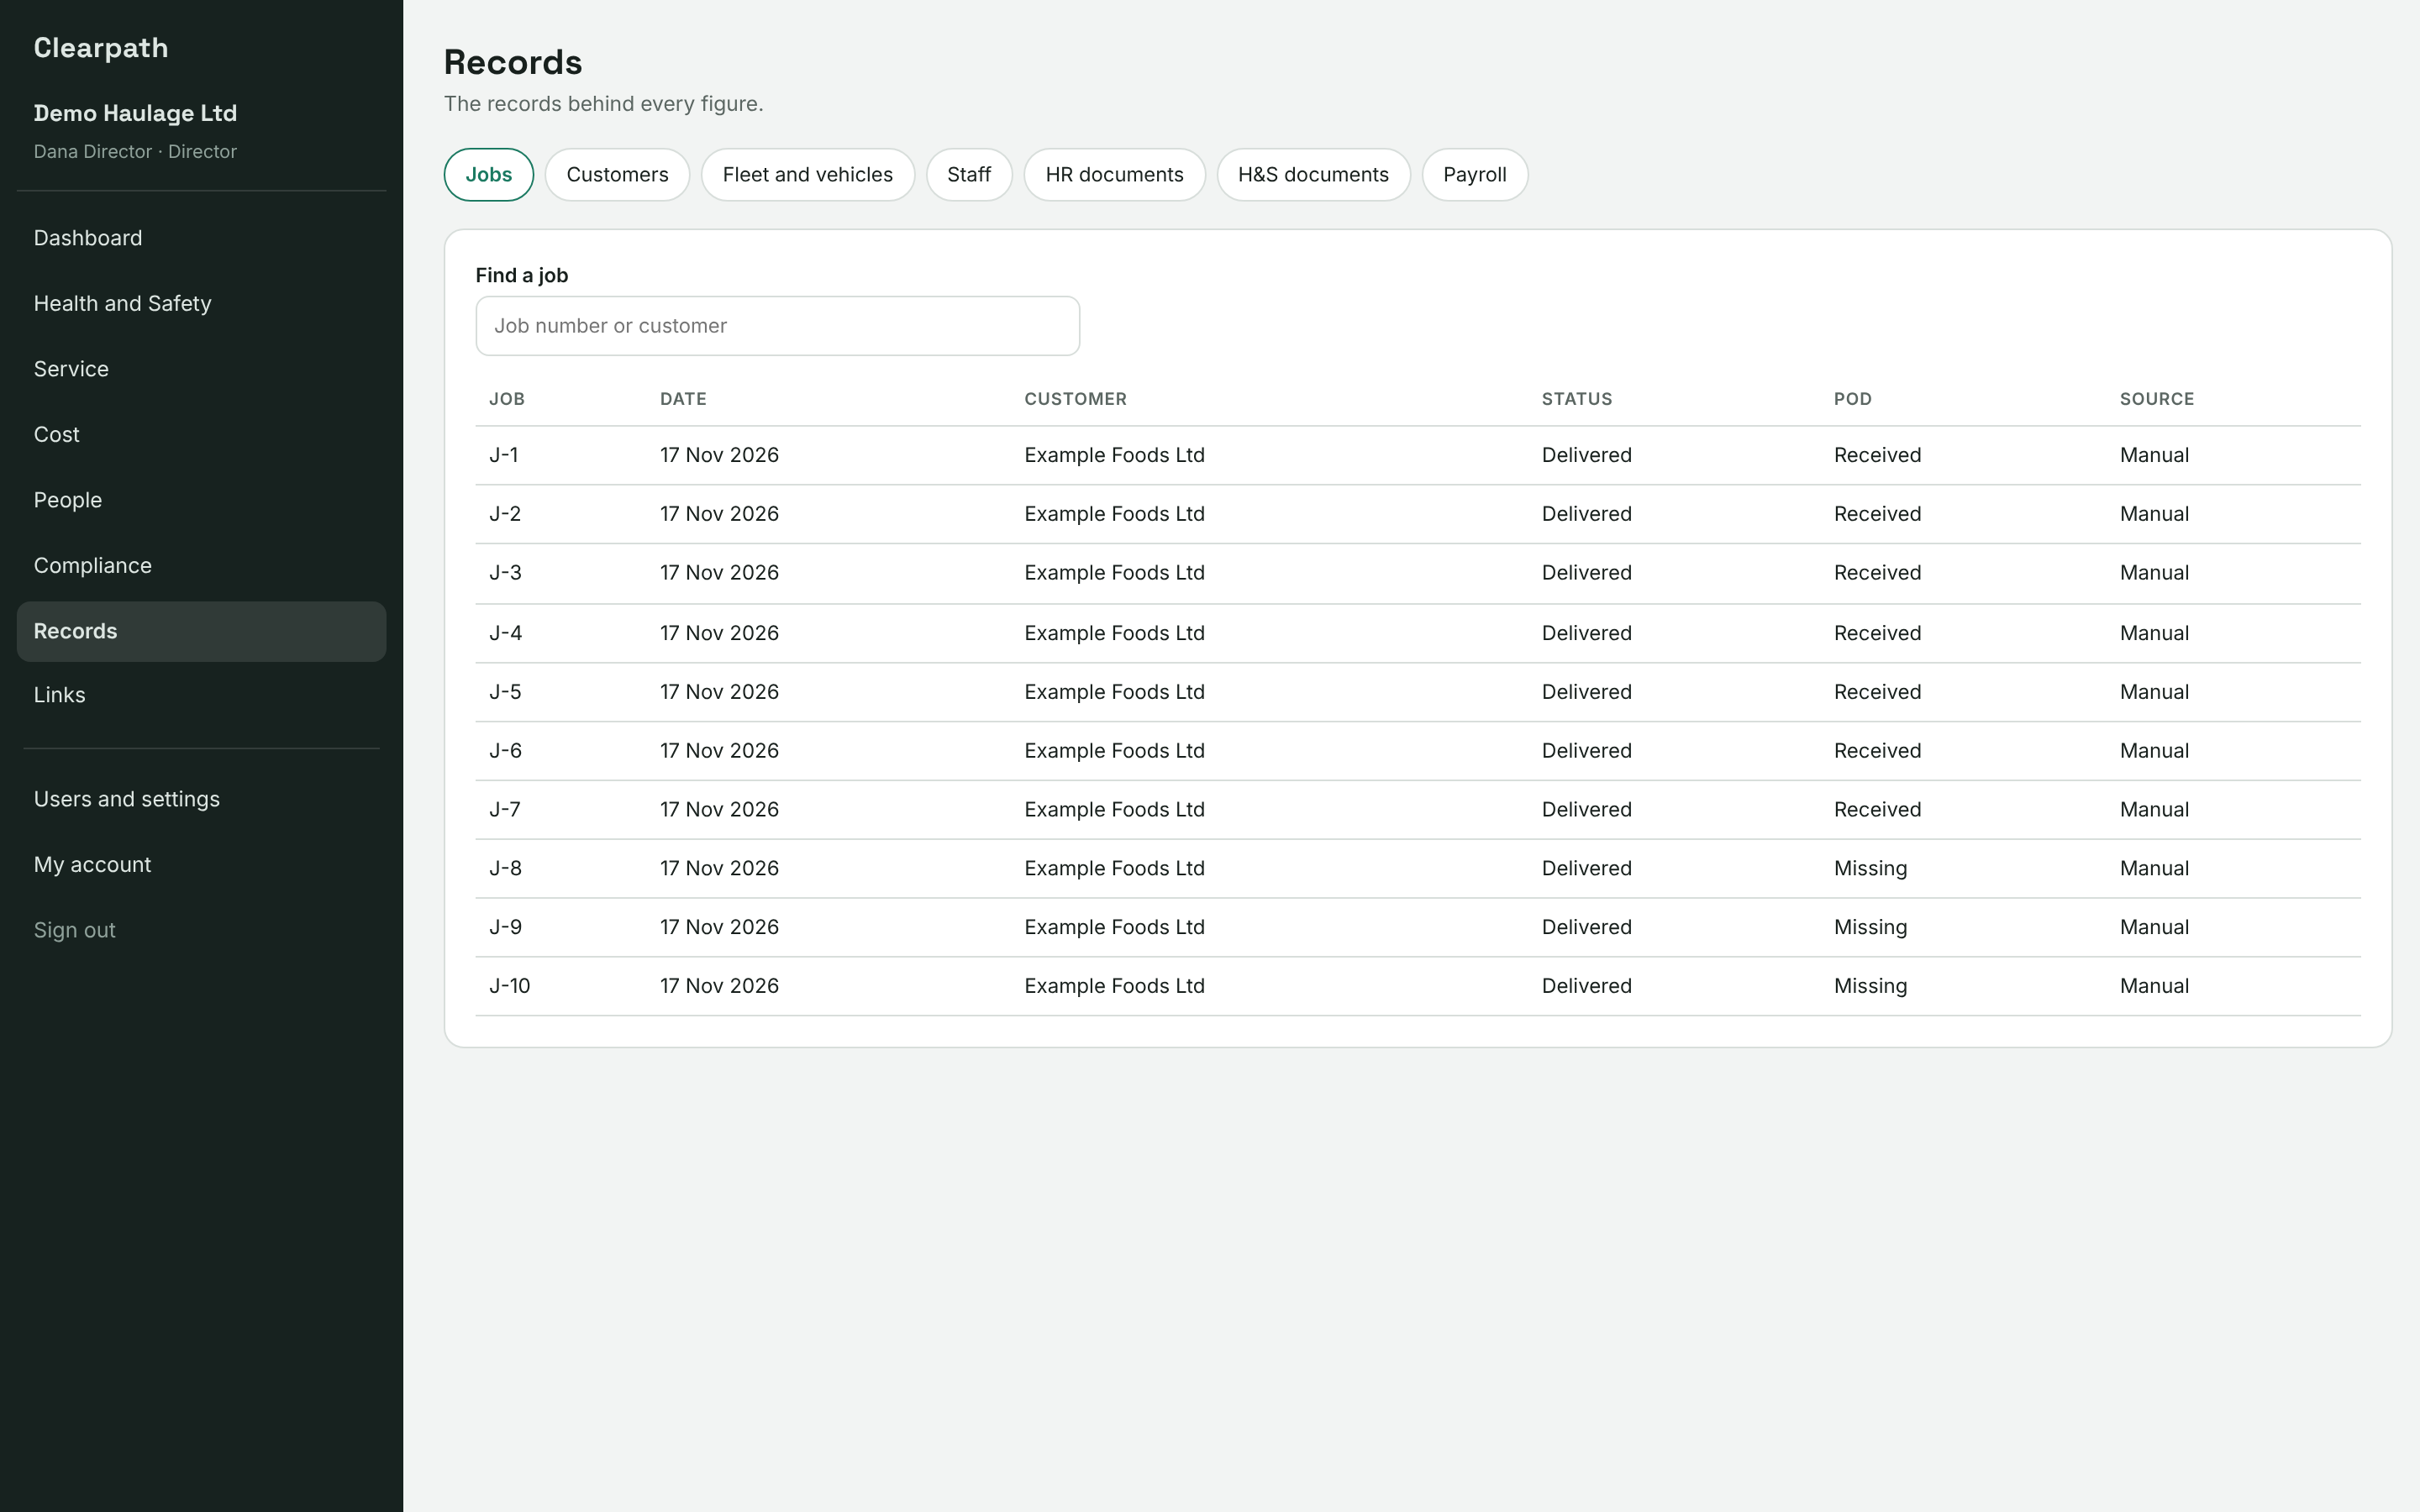 Clearpath
Demo Haulage Ltd
Dana Director · Director
Dashboard
Health and Safety
Service
Cost
People
Compliance
Records
Links
Users and settings
My account
Sign out
Records
The records behind every figure.
Jobs Customers Fleet and vehicles Staff HR documents H&S documents Payroll
Find a job
Job number or customer
JOB DATE CUSTOMER STATUS POD SOURCE
J-1 17 Nov 2026 Example Foods Ltd Delivered Received Manual
J-2 17 Nov 2026 Example Foods Ltd Delivered Received Manual
J-3 17 Nov 2026 Example Foods Ltd Delivered Received Manual
J-4 17 Nov 2026 Example Foods Ltd Delivered Received Manual
J-5 17 Nov 2026 Example Foods Ltd Delivered Received Manual
J-6 17 Nov 2026 Example Foods Ltd Delivered Received Manual
J-7 17 Nov 2026 Example Foods Ltd Delivered Received Manual
J-8 17 Nov 2026 Example Foods Ltd Delivered Missing Manual
J-9 17 Nov 2026 Example Foods Ltd Delivered Missing Manual
J-10 17 Nov 2026 Example Foods Ltd Delivered Missing Manual